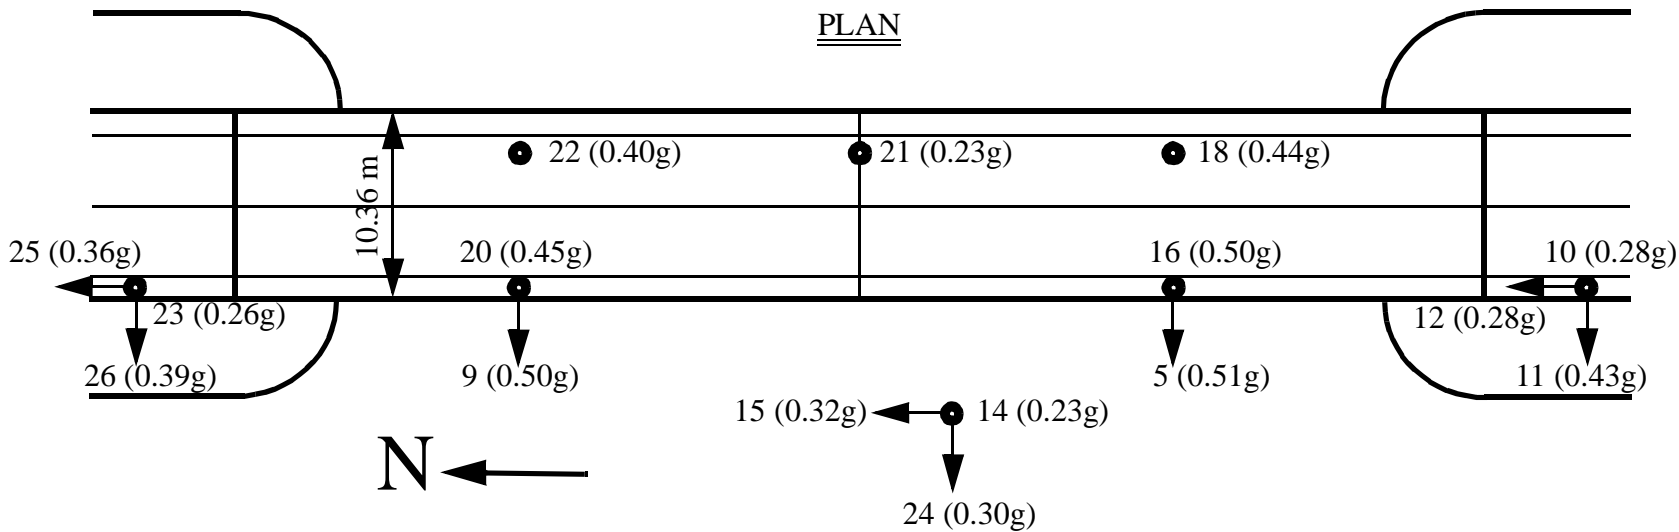 PLAN
22 (0.40g)
21 (0.23g)
18 (0.44g)
10.36 m
25 (0.36g)
20 (0.45g)
16 (0.50g)
10 (0.28g)
23 (0.26g)
12 (0.28g)
26 (0.39g)
9 (0.50g)
5 (0.51g)
11 (0.43g)
15 (0.32g)
14 (0.23g)
N
24 (0.30g)